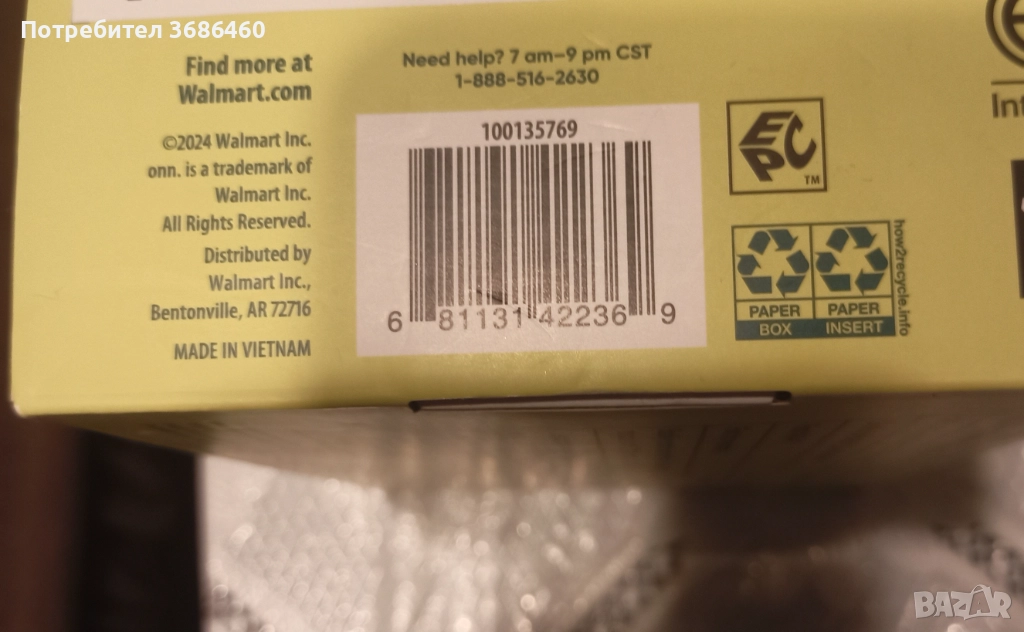 Потребител 3686460
Find more at
Walmart.com
©2024 Walmart Inc.
onn. is a trademark of
Walmart Inc.
All Rights Reserved.
Distributed by
Walmart Inc.,
Bentonville, AR 72716
MADE IN VIETNAM
Need help? 7 am–9 pm CST
1-888-516-2630
100135769
6 81131 42236 9
EPC
TM
PAPER
BOX
PAPER
INSERT
how2recycle.info
BAZAR